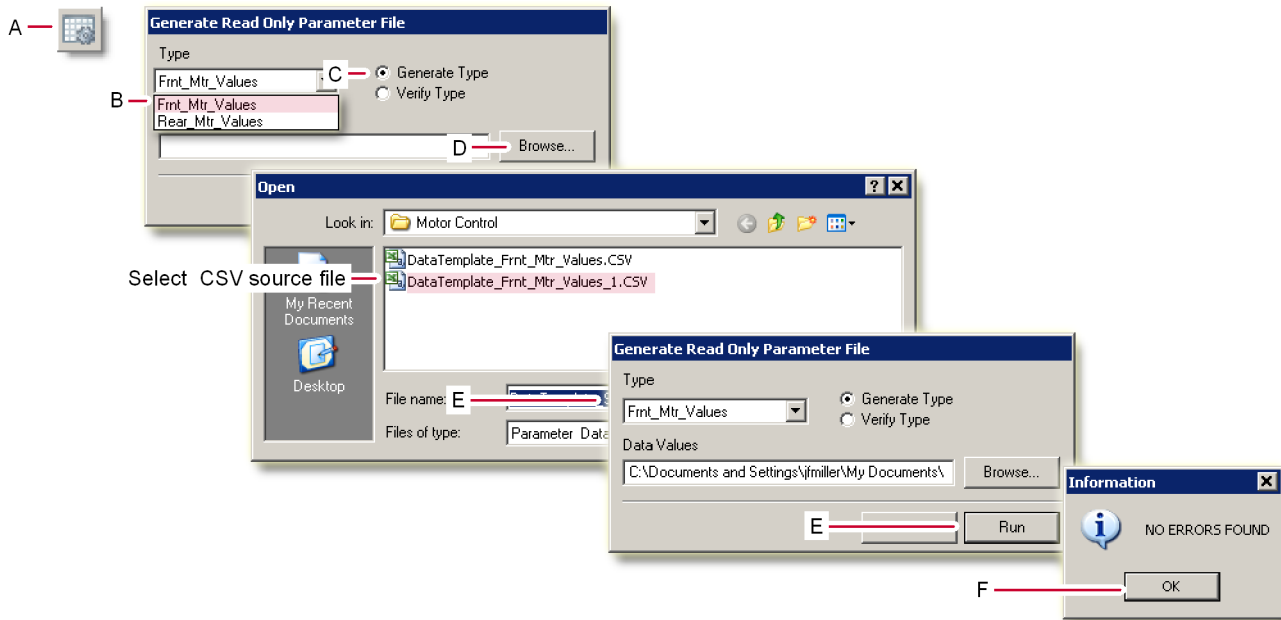 A
Generate Read Only Parameter File
Type
Frnt_Mtr_Values
C
Generate Type
Verify Type
B
Frnt_Mtr_Values
Rear_Mtr_Values
D
Browse...
Open
Look in:
Motor Control
DataTemplate_Frnt_Mtr_Values.CSV
Select CSV source file
DataTemplate_Frnt_Mtr_Values_1.CSV
My Recent
Documents
Desktop
File name:
E
Files of type:
Parameter Data
Generate Read Only Parameter File
Type
Frnt_Mtr_Values
Generate Type
Verify Type
Data Values
C:\Documents and Settings\jfmiller\My Documents\
Browse...
E
Run
Information
NO ERRORS FOUND
F
OK